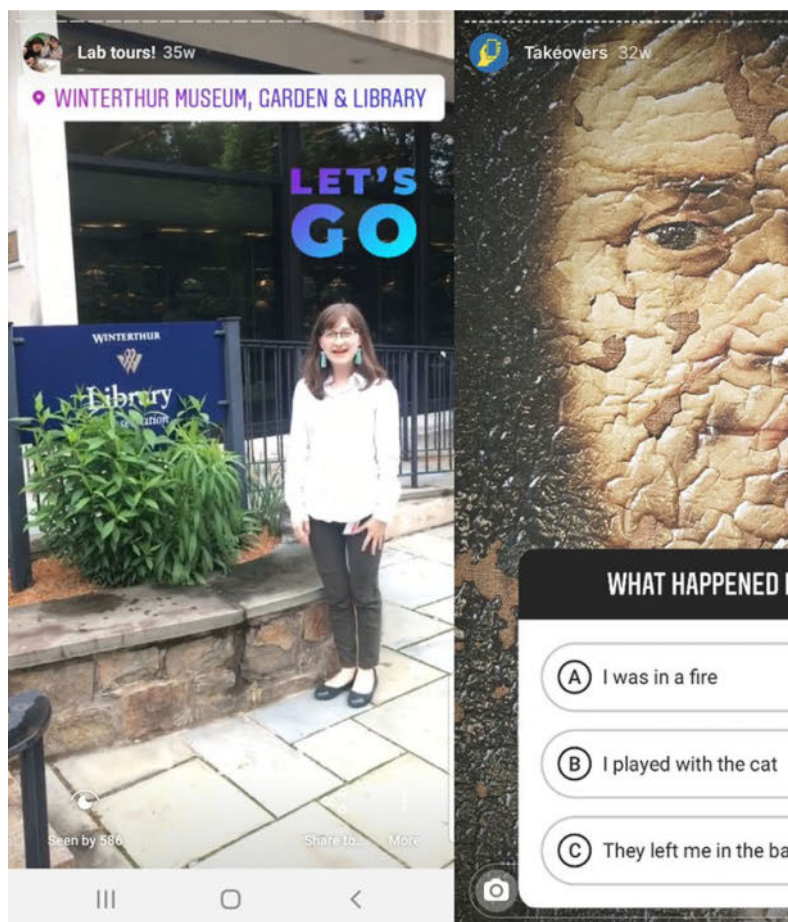 Lab tours! 35w
WINTERTHUR MUSEUM, GARDEN & LIBRARY
LET'S
GO
WINTERTHUR
Library
Seen by 586
Share to...
More
Takeovers 32w
WHAT HAPPENED
A I was in a fire
B I played with the cat
C They left me in the ba